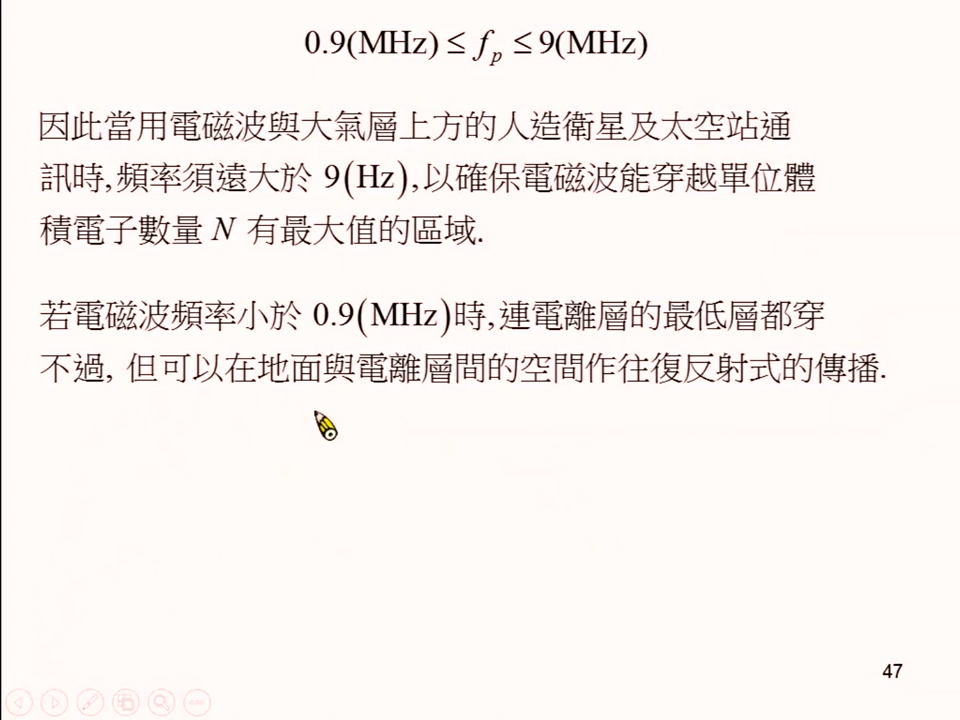 0.9(MHz) ≤ fₚ ≤ 9(MHz)
因此當用電磁波與大氣層上方的人造衛星及太空站通
訊時,頻率須遠大於 9(Hz),以確保電磁波能穿越單位體
積電子數量 N 有最大值的區域.
若電磁波頻率小於 0.9(MHz)時,連電離層的最低層都穿
不過, 但可以在地面與電離層間的空間作往復反射式的傳播.
47